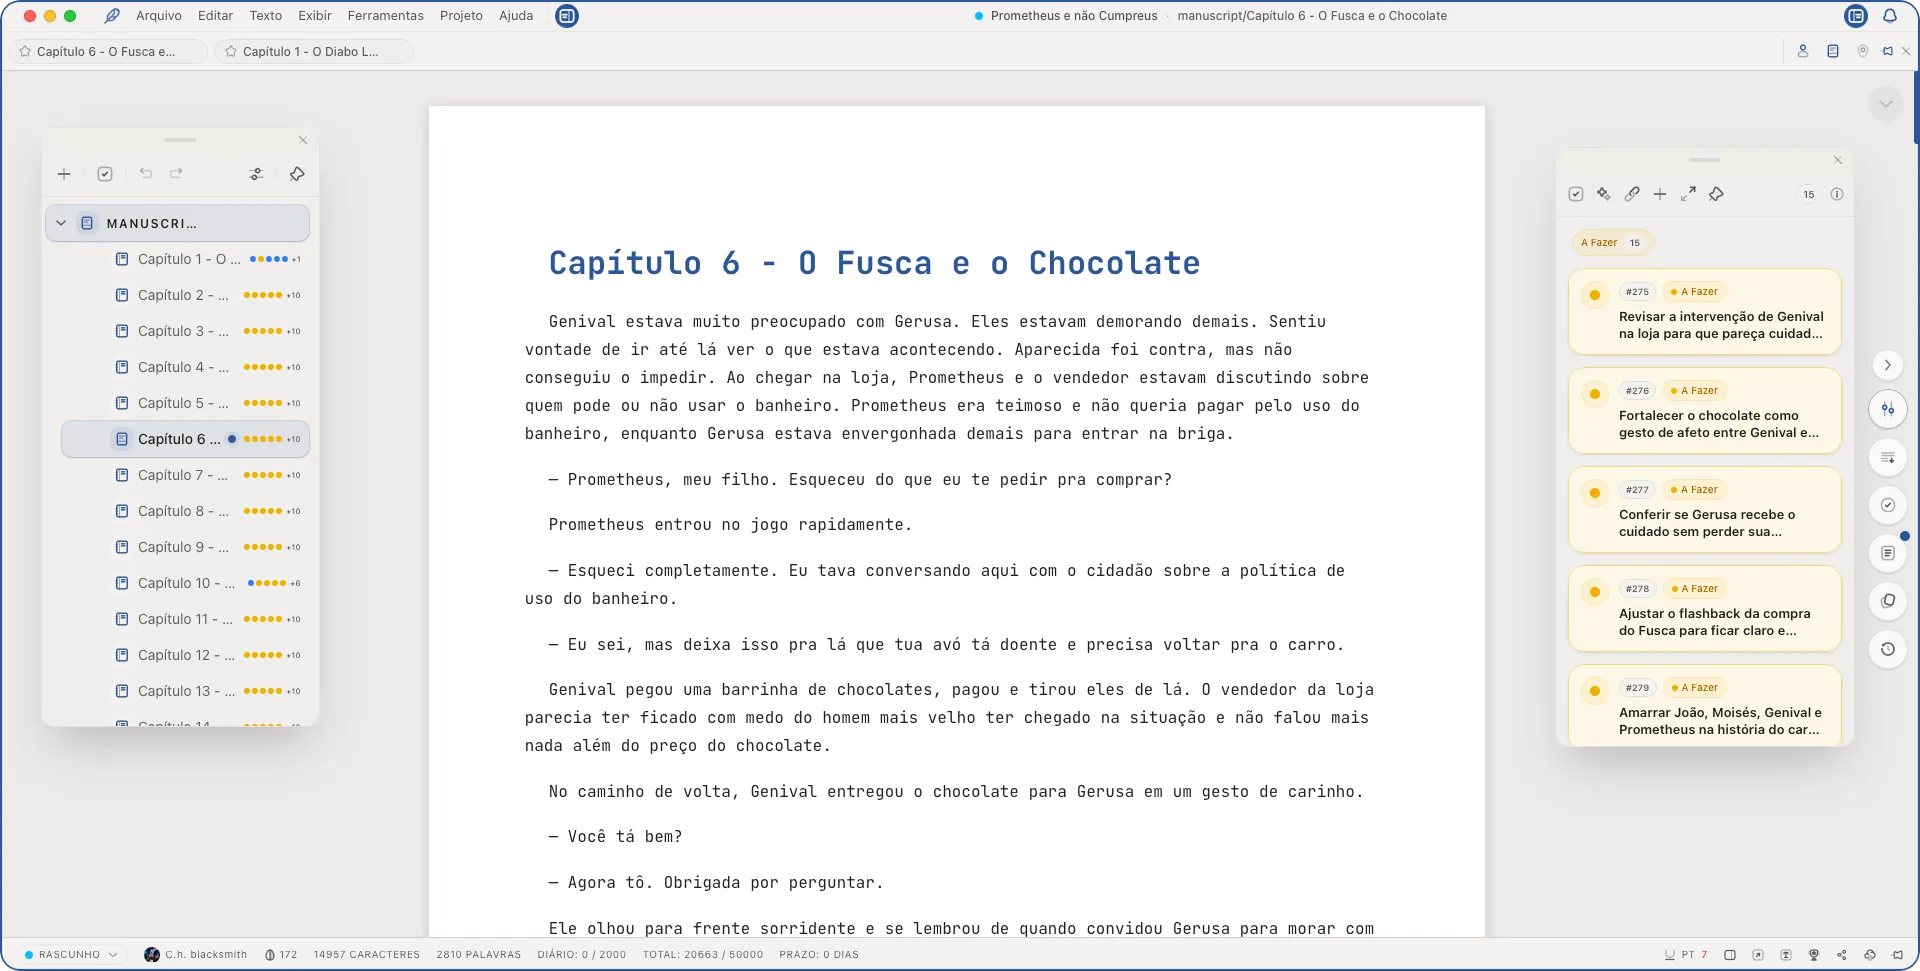 Arquivo Editar Texto Exibir Ferramentas Projeto Ajuda
Prometheus e não Cumpreus · manuscript/Capítulo 6 - O Fusca e o Chocolate
Capítulo 6 - O Fusca e...
Capítulo 1 - O Diabo L...
MANUSCRI...
Capítulo 1 - O ... +1
Capítulo 2 - ... +10
Capítulo 3 - ... +10
Capítulo 4 - ... +10
Capítulo 5 - ... +10
Capítulo 6 ... +10
Capítulo 7 - ... +10
Capítulo 8 - ... +10
Capítulo 9 - ... +10
Capítulo 10 - ... +6
Capítulo 11 - ... +10
Capítulo 12 - ... +10
Capítulo 13 - ... +10
Capítulo 14
Capítulo 6 - O Fusca e o Chocolate
Genival estava muito preocupado com Gerusa. Eles estavam demorando demais. Sentiu
vontade de ir até lá ver o que estava acontecendo. Aparecida foi contra, mas não
conseguiu o impedir. Ao chegar na loja, Prometheus e o vendedor estavam discutindo sobre
quem pode ou não usar o banheiro. Prometheus era teimoso e não queria pagar pelo uso do
banheiro, enquanto Gerusa estava envergonhada demais para entrar na briga.
— Prometheus, meu filho. Esqueceu do que eu te pedir pra comprar?
Prometheus entrou no jogo rapidamente.
— Esqueci completamente. Eu tava conversando aqui com o cidadão sobre a política de
uso do banheiro.
— Eu sei, mas deixa isso pra lá que tua avó tá doente e precisa voltar pra o carro.
Genival pegou uma barrinha de chocolates, pagou e tirou eles de lá. O vendedor da loja
parecia ter ficado com medo do homem mais velho ter chegado na situação e não falou mais
nada além do preço do chocolate.
No caminho de volta, Genival entregou o chocolate para Gerusa em um gesto de carinho.
— Você tá bem?
— Agora tô. Obrigada por perguntar.
Ele olhou para frente sorridente e se lembrou de quando convidou Gerusa para morar com
15
A Fazer 15
#275 A Fazer
Revisar a intervenção de Genival
na loja para que pareça cuidad...
#276 A Fazer
Fortalecer o chocolate como
gesto de afeto entre Genival e...
#277 A Fazer
Conferir se Gerusa recebe o
cuidado sem perder sua...
#278 A Fazer
Ajustar o flashback da compra
do Fusca para ficar claro e...
#279 A Fazer
Amarrar João, Moisés, Genival e
Prometheus na história do car...
RASCUNHO C.h. blacksmith 172 14957 CARACTERES 2810 PALAVRAS DIÁRIO: 0 / 2000 TOTAL: 20663 / 50000 PRAZO: 0 DIAS PT 7